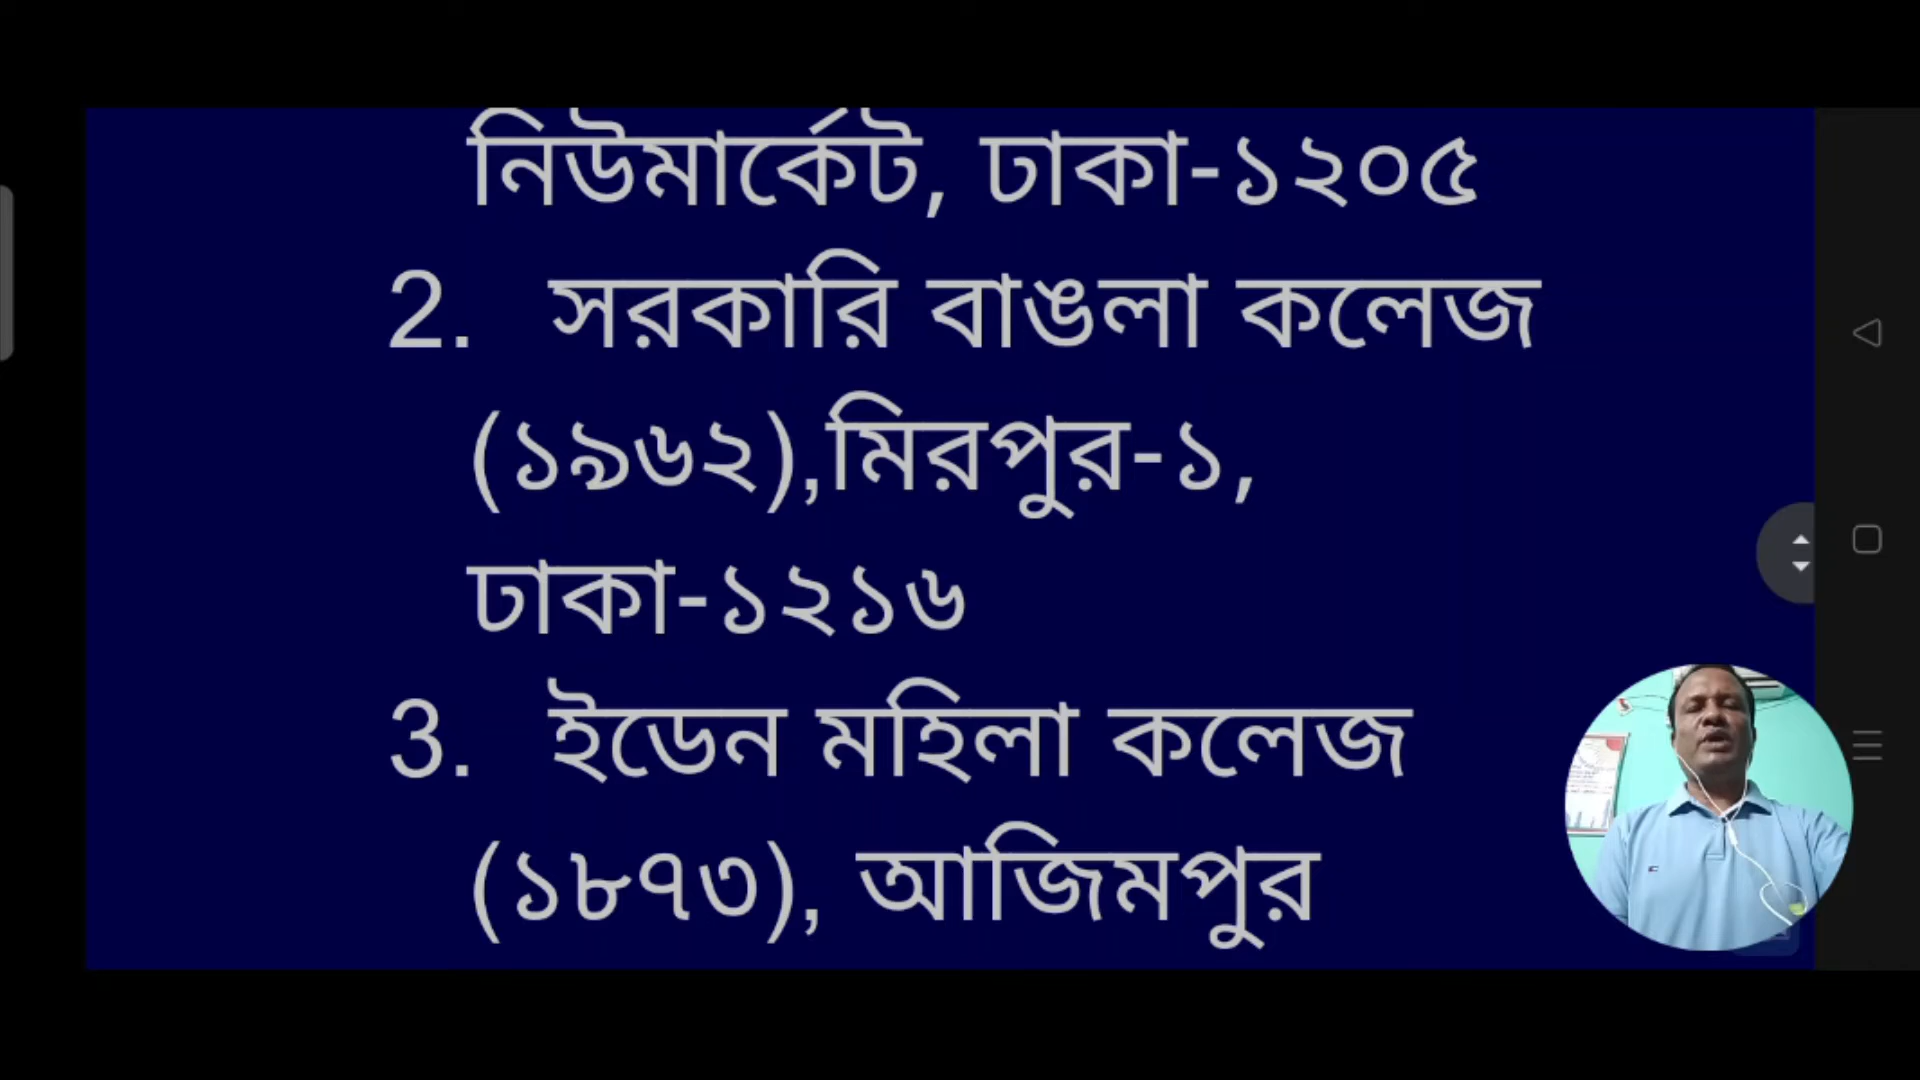 নিউমার্কেট, ঢাকা-১২০৫
2. সরকারি বাঙলা কলেজ
(১৯৬২),মিরপুর-১,
ঢাকা-১২১৬
3. ইডেন মহিলা কলেজ
(১৮৭৩), আজিমপুর